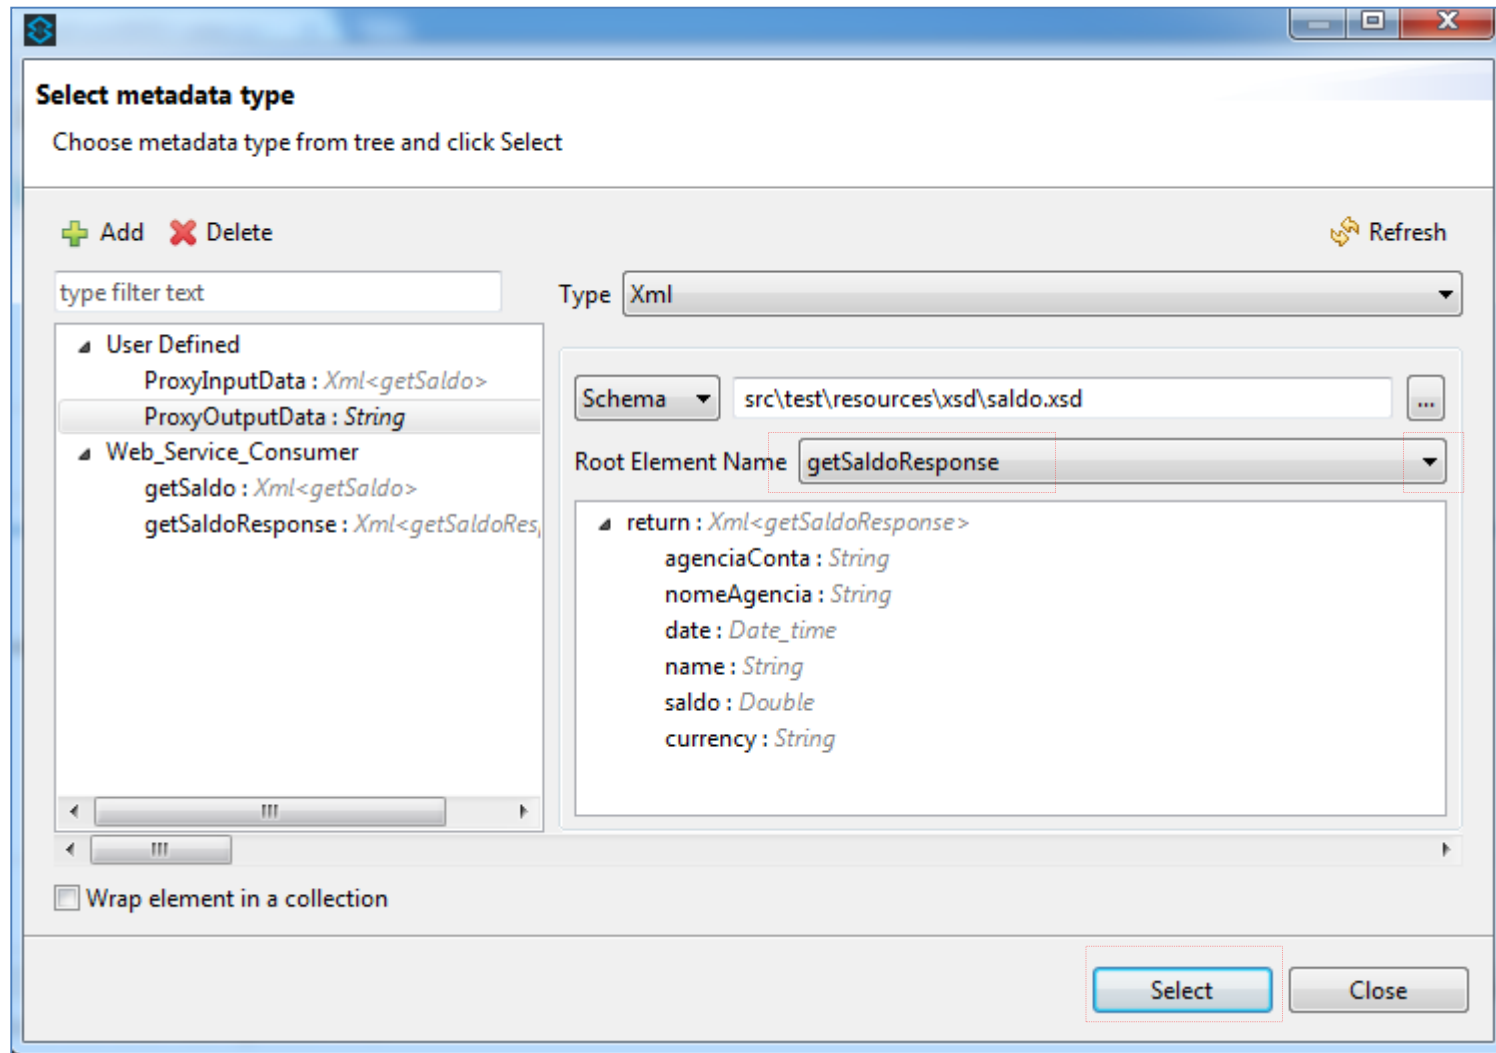 Select metadata type
Choose metadata type from tree and click Select
Add Delete Refresh
type filter text
Type Xml
User Defined
ProxyInputData : Xml<getSaldo>
ProxyOutputData : String
Web_Service_Consumer
getSaldo : Xml<getSaldo>
getSaldoResponse : Xml<getSaldoRes
Schema src\test\resources\xsd\saldo.xsd ...
Root Element Name getSaldoResponse
return : Xml<getSaldoResponse>
agenciaConta : String
nomeAgencia : String
date : Date_time
name : String
saldo : Double
currency : String
Wrap element in a collection
Select Close